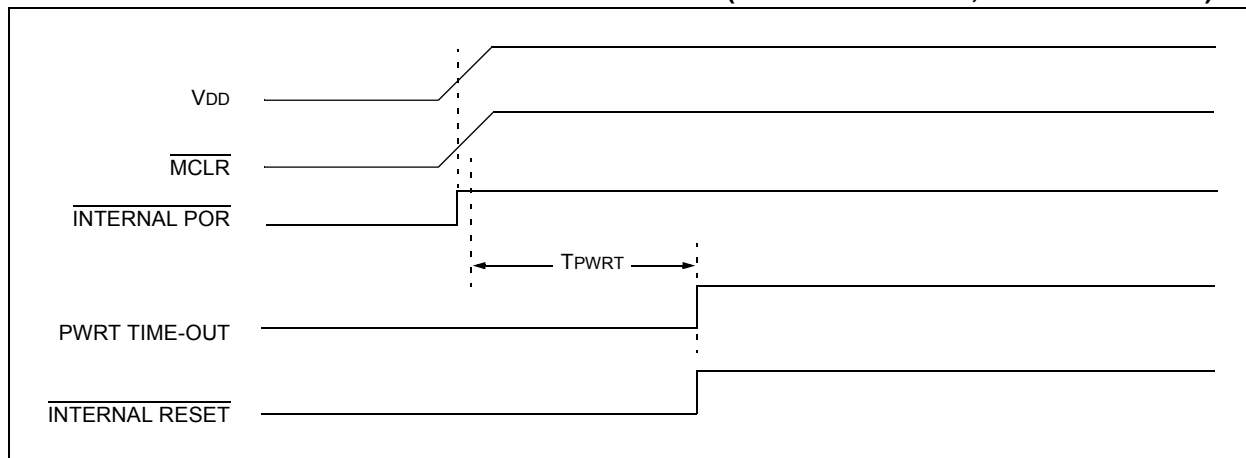 VDD
MCLR
INTERNAL POR
TPWRT
PWRT TIME-OUT
INTERNAL RESET